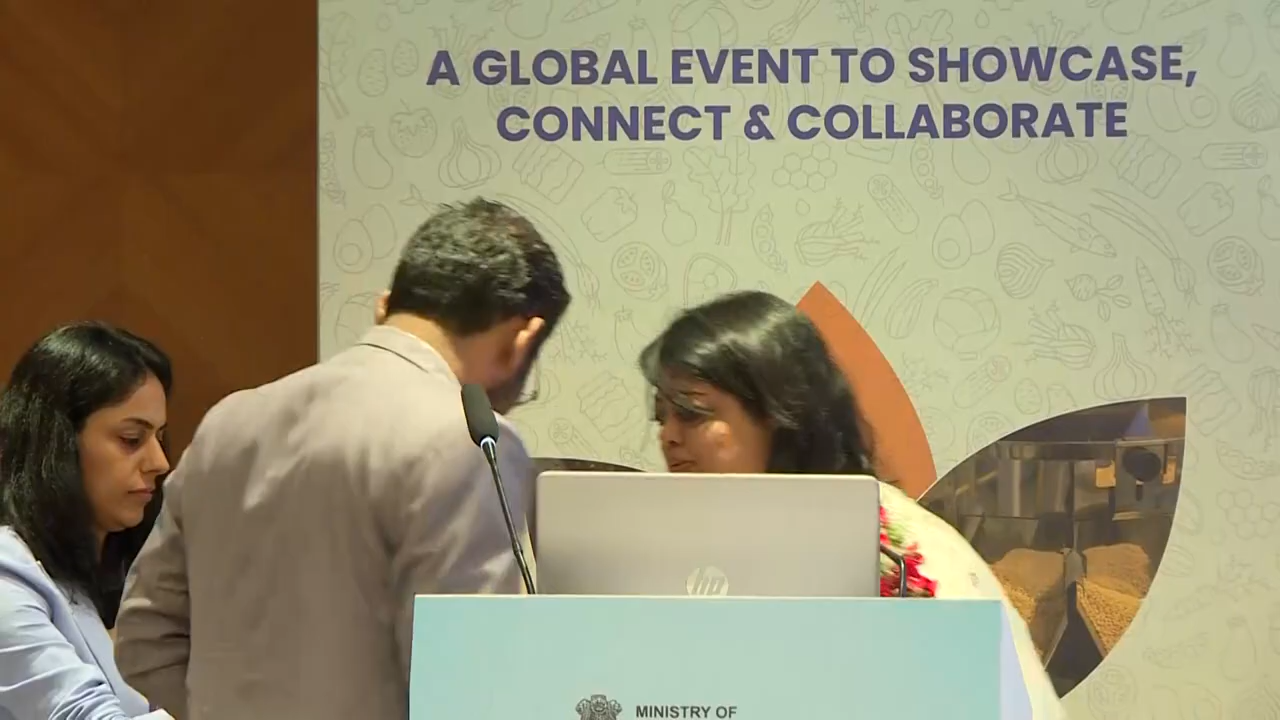 A GLOBAL EVENT TO SHOWCASE,
CONNECT & COLLABORATE
hp
MINISTRY OF